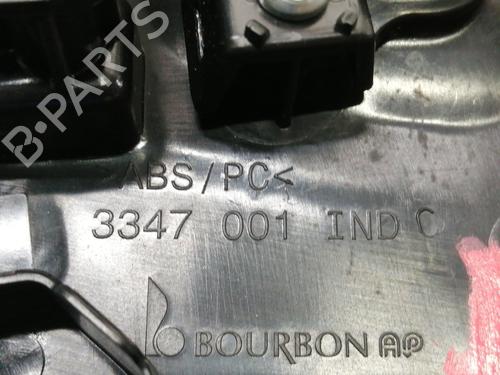 B-PARTS
ABS/PC<
3347 001 IND C
BOURBON AP